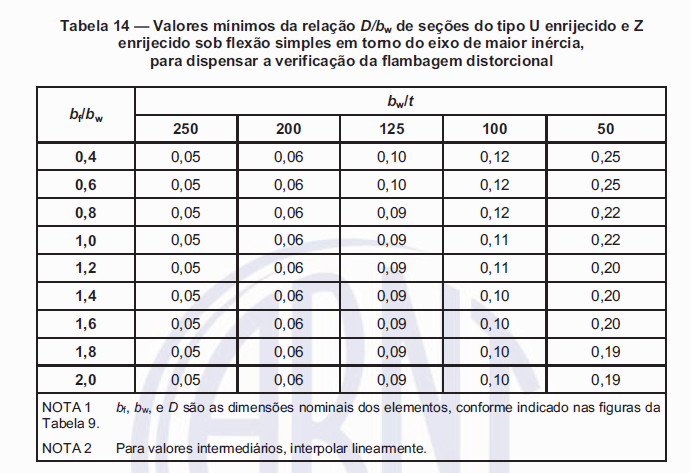 Tabela 14 — Valores mínimos da relação D/bw de seções do tipo U enrijecido e Z
enrijecido sob flexão simples em torno do eixo de maior inércia,
para dispensar a verificação da flambagem distorcional
bf/bw
bw/t
250 200 125 100 50
0,4 0,05 0,06 0,10 0,12 0,25
0,6 0,05 0,06 0,10 0,12 0,25
0,8 0,05 0,06 0,09 0,12 0,22
1,0 0,05 0,06 0,09 0,11 0,22
1,2 0,05 0,06 0,09 0,11 0,20
1,4 0,05 0,06 0,09 0,10 0,20
1,6 0,05 0,06 0,09 0,10 0,20
1,8 0,05 0,06 0,09 0,10 0,19
2,0 0,05 0,06 0,09 0,10 0,19
NOTA 1 bf, bw, e D são as dimensões nominais dos elementos, conforme indicado nas figuras da
Tabela 9.
NOTA 2 Para valores intermediários, interpolar linearmente.